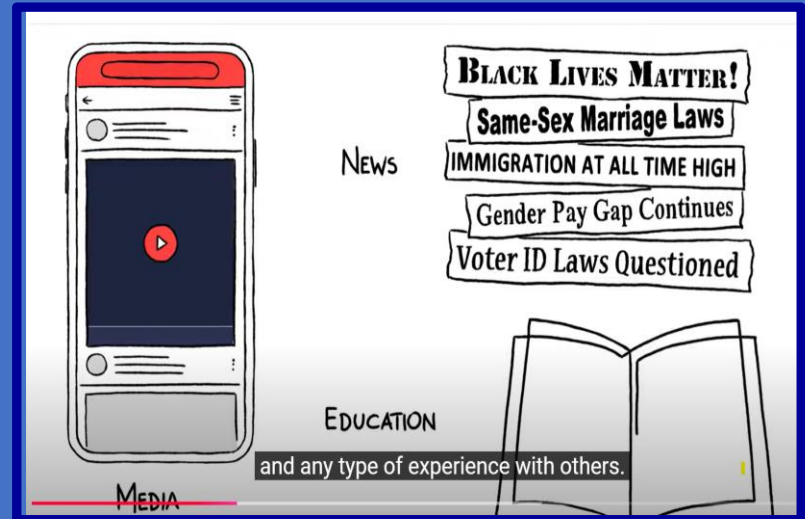 BLACK LIVES MATTER!
Same-Sex Marriage Laws
NEWS
IMMIGRATION AT ALL TIME HIGH
Gender Pay Gap Continues
Voter ID Laws Questioned
EDUCATION
and any type of experience with others.
MEDIA